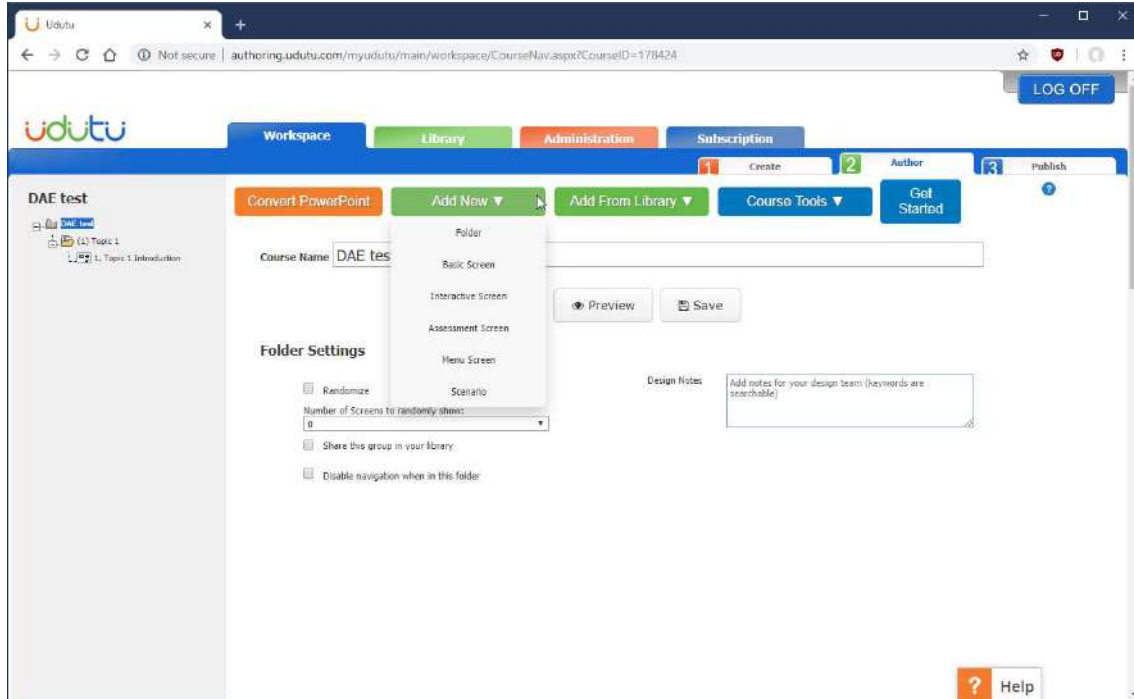 Udutu
Not secure | authoring.udutu.com/myudutu/main/workspace/CourseNav.aspx?CourseID=178424
LOG OFF
udutu
Workspace Library Administration Subscription
1 Create 2 Author 3 Publish
DAE test
DAE test
(1) Topic 1
1. Topic 1 Introduction
Convert PowerPoint Add New ▼ Add From Library ▼ Course Tools ▼ Get Started
?
Folder
Course Name DAE tes
Basic Screen
Interactive Screen
Preview Save
Assessment Screen
Folder Settings
Menu Screen
Design Notes Add notes for your design team (keywords are searchable)
Randomize
Scenario
Number of Screens to randomly show:
0
Share this group in your library
Disable navigation when in this folder
? Help